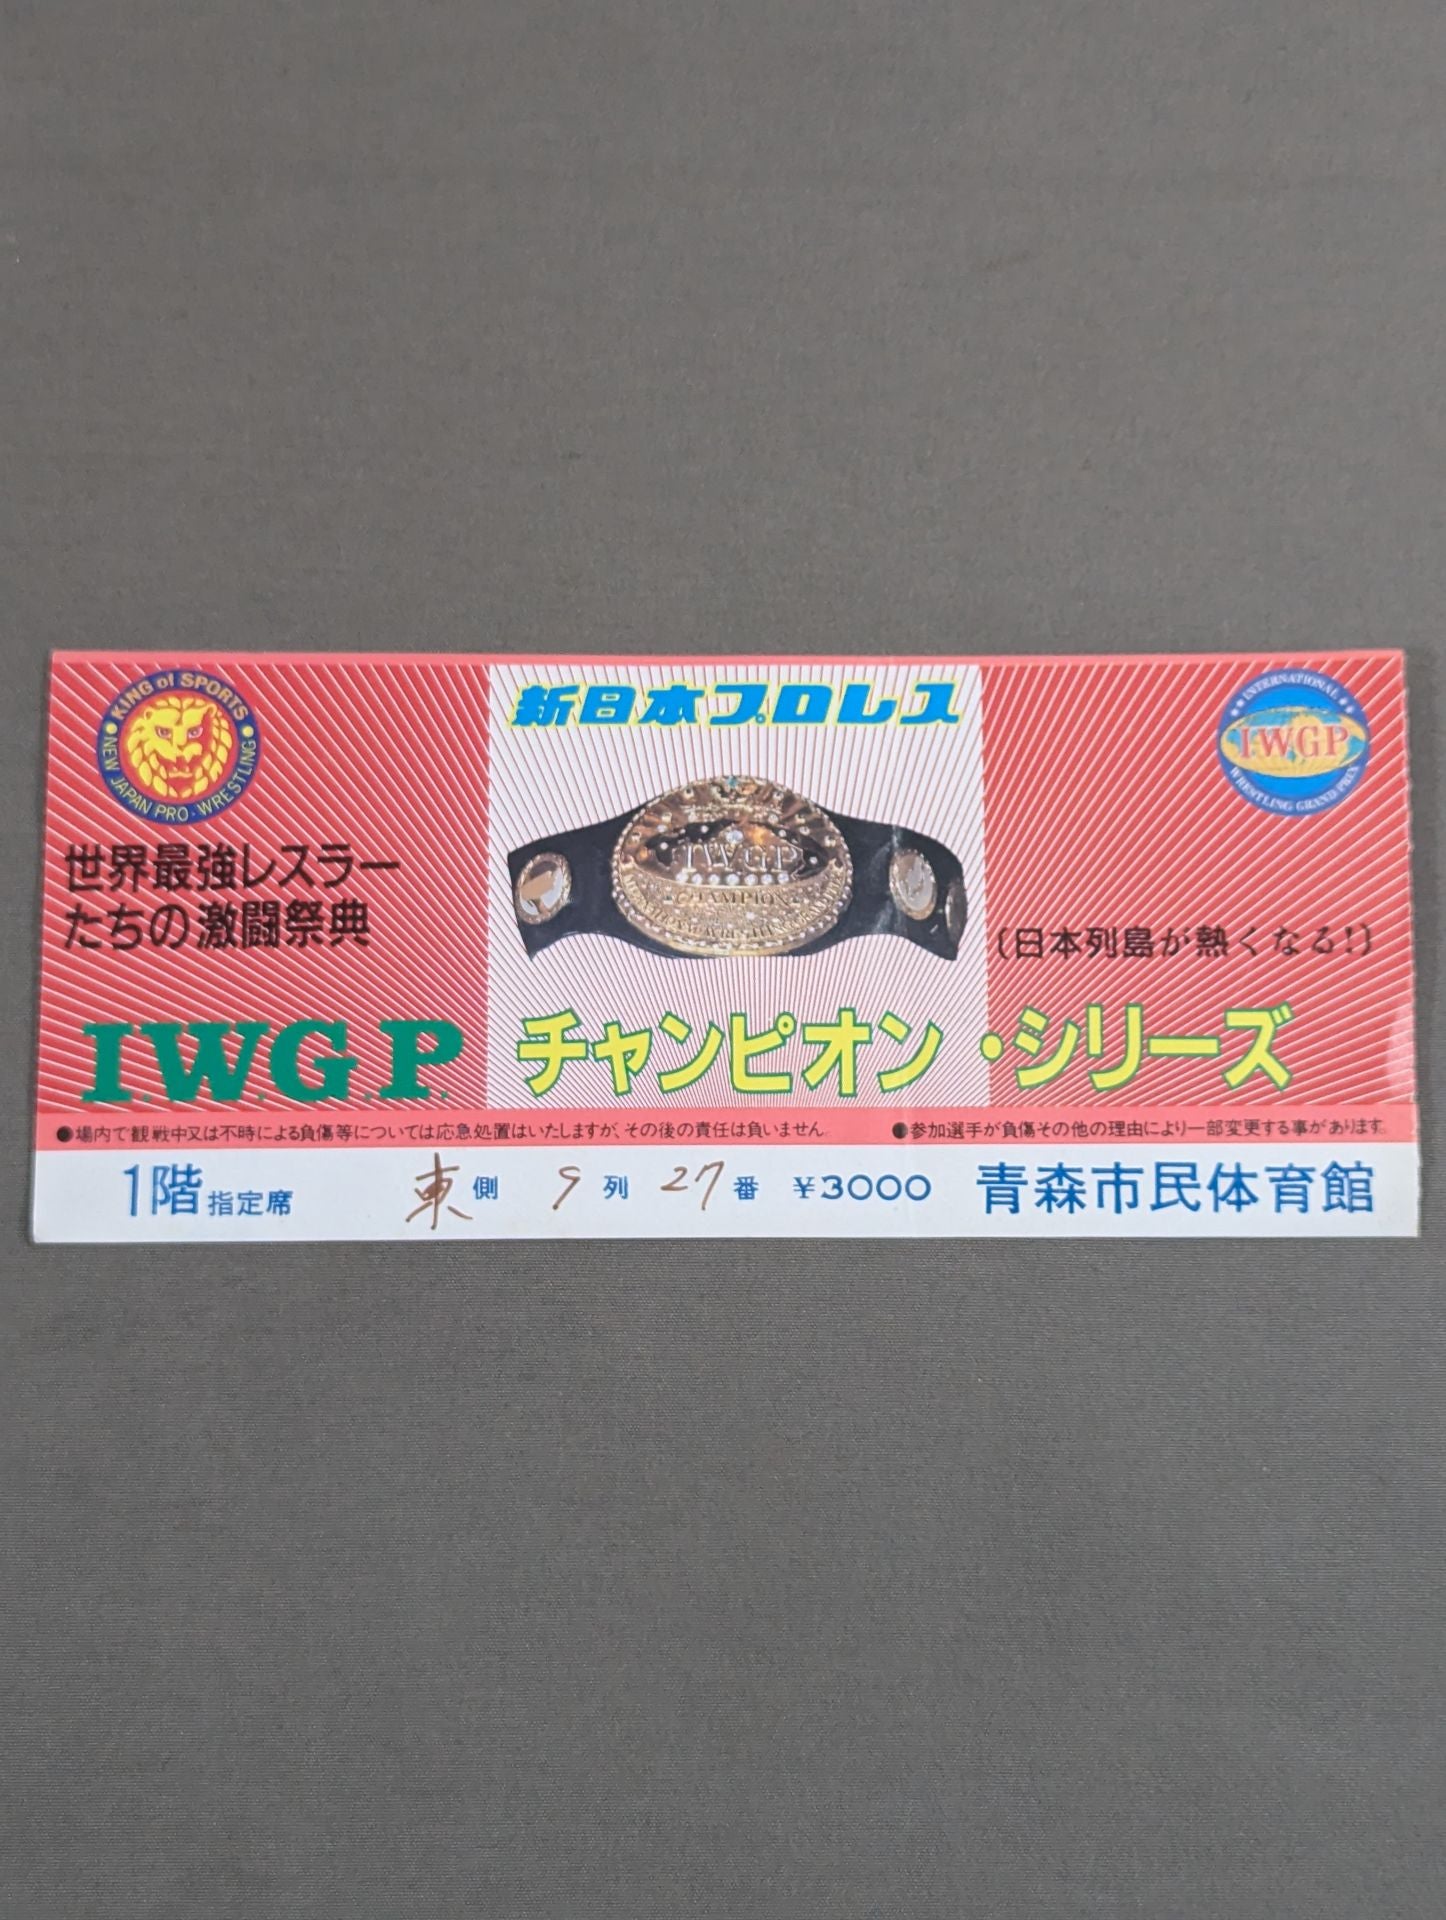 KING of SPORTS
NEW JAPAN PRO・WRESTLING
新日本プロレス
INTERNATIONAL
IWGP
WRESTLING GRAND PRIX
世界最強レスラー
たちの激闘祭典
I.W.G.P.
CHAMPION
(日本列島が熱くなる!)
I.W.G.P. チャンピオン・シリーズ
●場内で観戦中又は不時による負傷等については応急処置はいたしますが、その後の責任は負いません。 ●参加選手が負傷その他の理由により一部変更する事があります。
1階指定席 東側 9列 27番 ¥3000 青森市民体育館